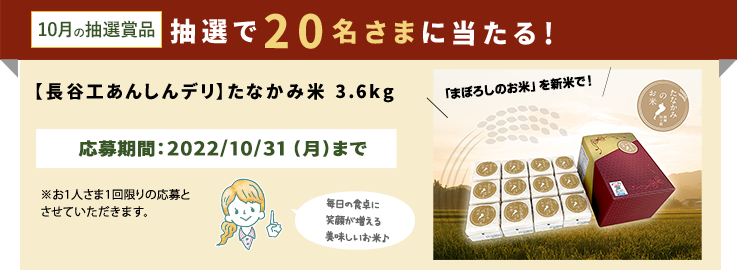 10月の抽選賞品
抽選で20名さまに当たる!
【長谷工あんしんデリ】たなかみ米 3.6kg
応募期間:2022/10/31(月)まで
※お1人さま1回限りの応募と
させていただきます。
毎日の食卓に
笑顔が増える
美味しいお米♪
「まぼろしのお米」を新米で!
たなかみ
の
お米